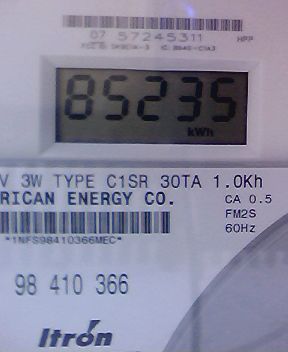 07 57245311
85235
kWh
V 3W TYPE C1SR 30TA 1.0Kh
RICAN ENERGY CO.
CA 0.5
FM2S
60Hz
*1NFS98410366MEC*
98 410 366
Itron